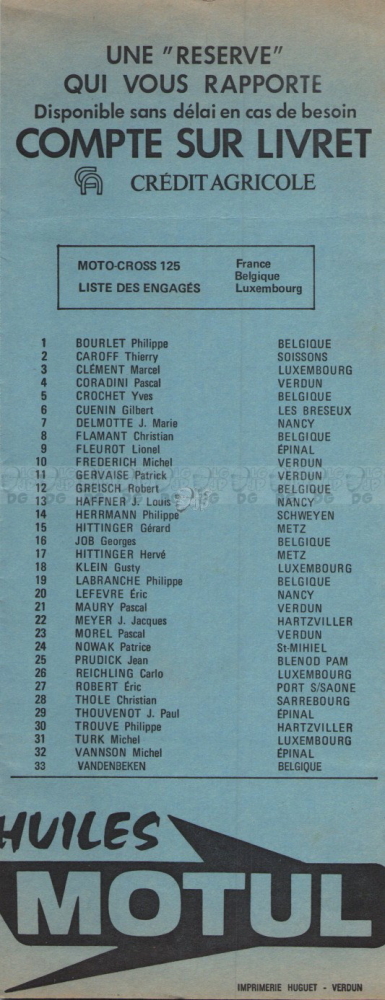 UNE "RESERVE"
QUI VOUS RAPPORTE
Disponible sans délai en cas de besoin
COMPTE SUR LIVRET
CA CRÉDIT AGRICOLE
MOTO-CROSS 125 France
Belgique
LISTE DES ENGAGÉS Luxembourg
1 BOURLET Philippe BELGIQUE
2 CAROFF Thierry SOISSONS
3 CLÉMENT Marcel LUXEMBOURG
4 CORADINI Pascal VERDUN
5 CROCHET Yves BELGIQUE
6 CUENIN Gilbert LES BRESEUX
7 DELMOTTE J. Marie NANCY
8 FLAMANT Christian BELGIQUE
9 FLEUROT Lionel ÉPINAL
10 FREDERICH Michel VERDUN
11 GERVAISE Patrick VERDUN
12 GREISCH Robert BELGIQUE
13 HAFFNER J. Louis NANCY
14 HERRMANN Philippe SCHWEYEN
15 HITTINGER Gérard METZ
16 JOB Georges BELGIQUE
17 HITTINGER Hervé METZ
18 KLEIN Gusty LUXEMBOURG
19 LABRANCHE Philippe BELGIQUE
20 LEFEVRE Éric NANCY
21 MAURY Pascal VERDUN
22 MEYER J. Jacques HARTZVILLER
23 MOREL Pascal VERDUN
24 NOWAK Patrice St-MIHIEL
25 PRUDICK Jean BLENOD PAM
26 REICHLING Carlo LUXEMBOURG
27 ROBERT Éric PORT S/SAONE
28 THOLE Christian SARREBOURG
29 THOUVENOT J. Paul ÉPINAL
30 TROUVE Philippe HARTZVILLER
31 TURK Michel LUXEMBOURG
32 VANNSON Michel ÉPINAL
33 VANDENBEKEN BELGIQUE
HUILES
MOTUL
IMPRIMERIE HUGUET - VERDUN